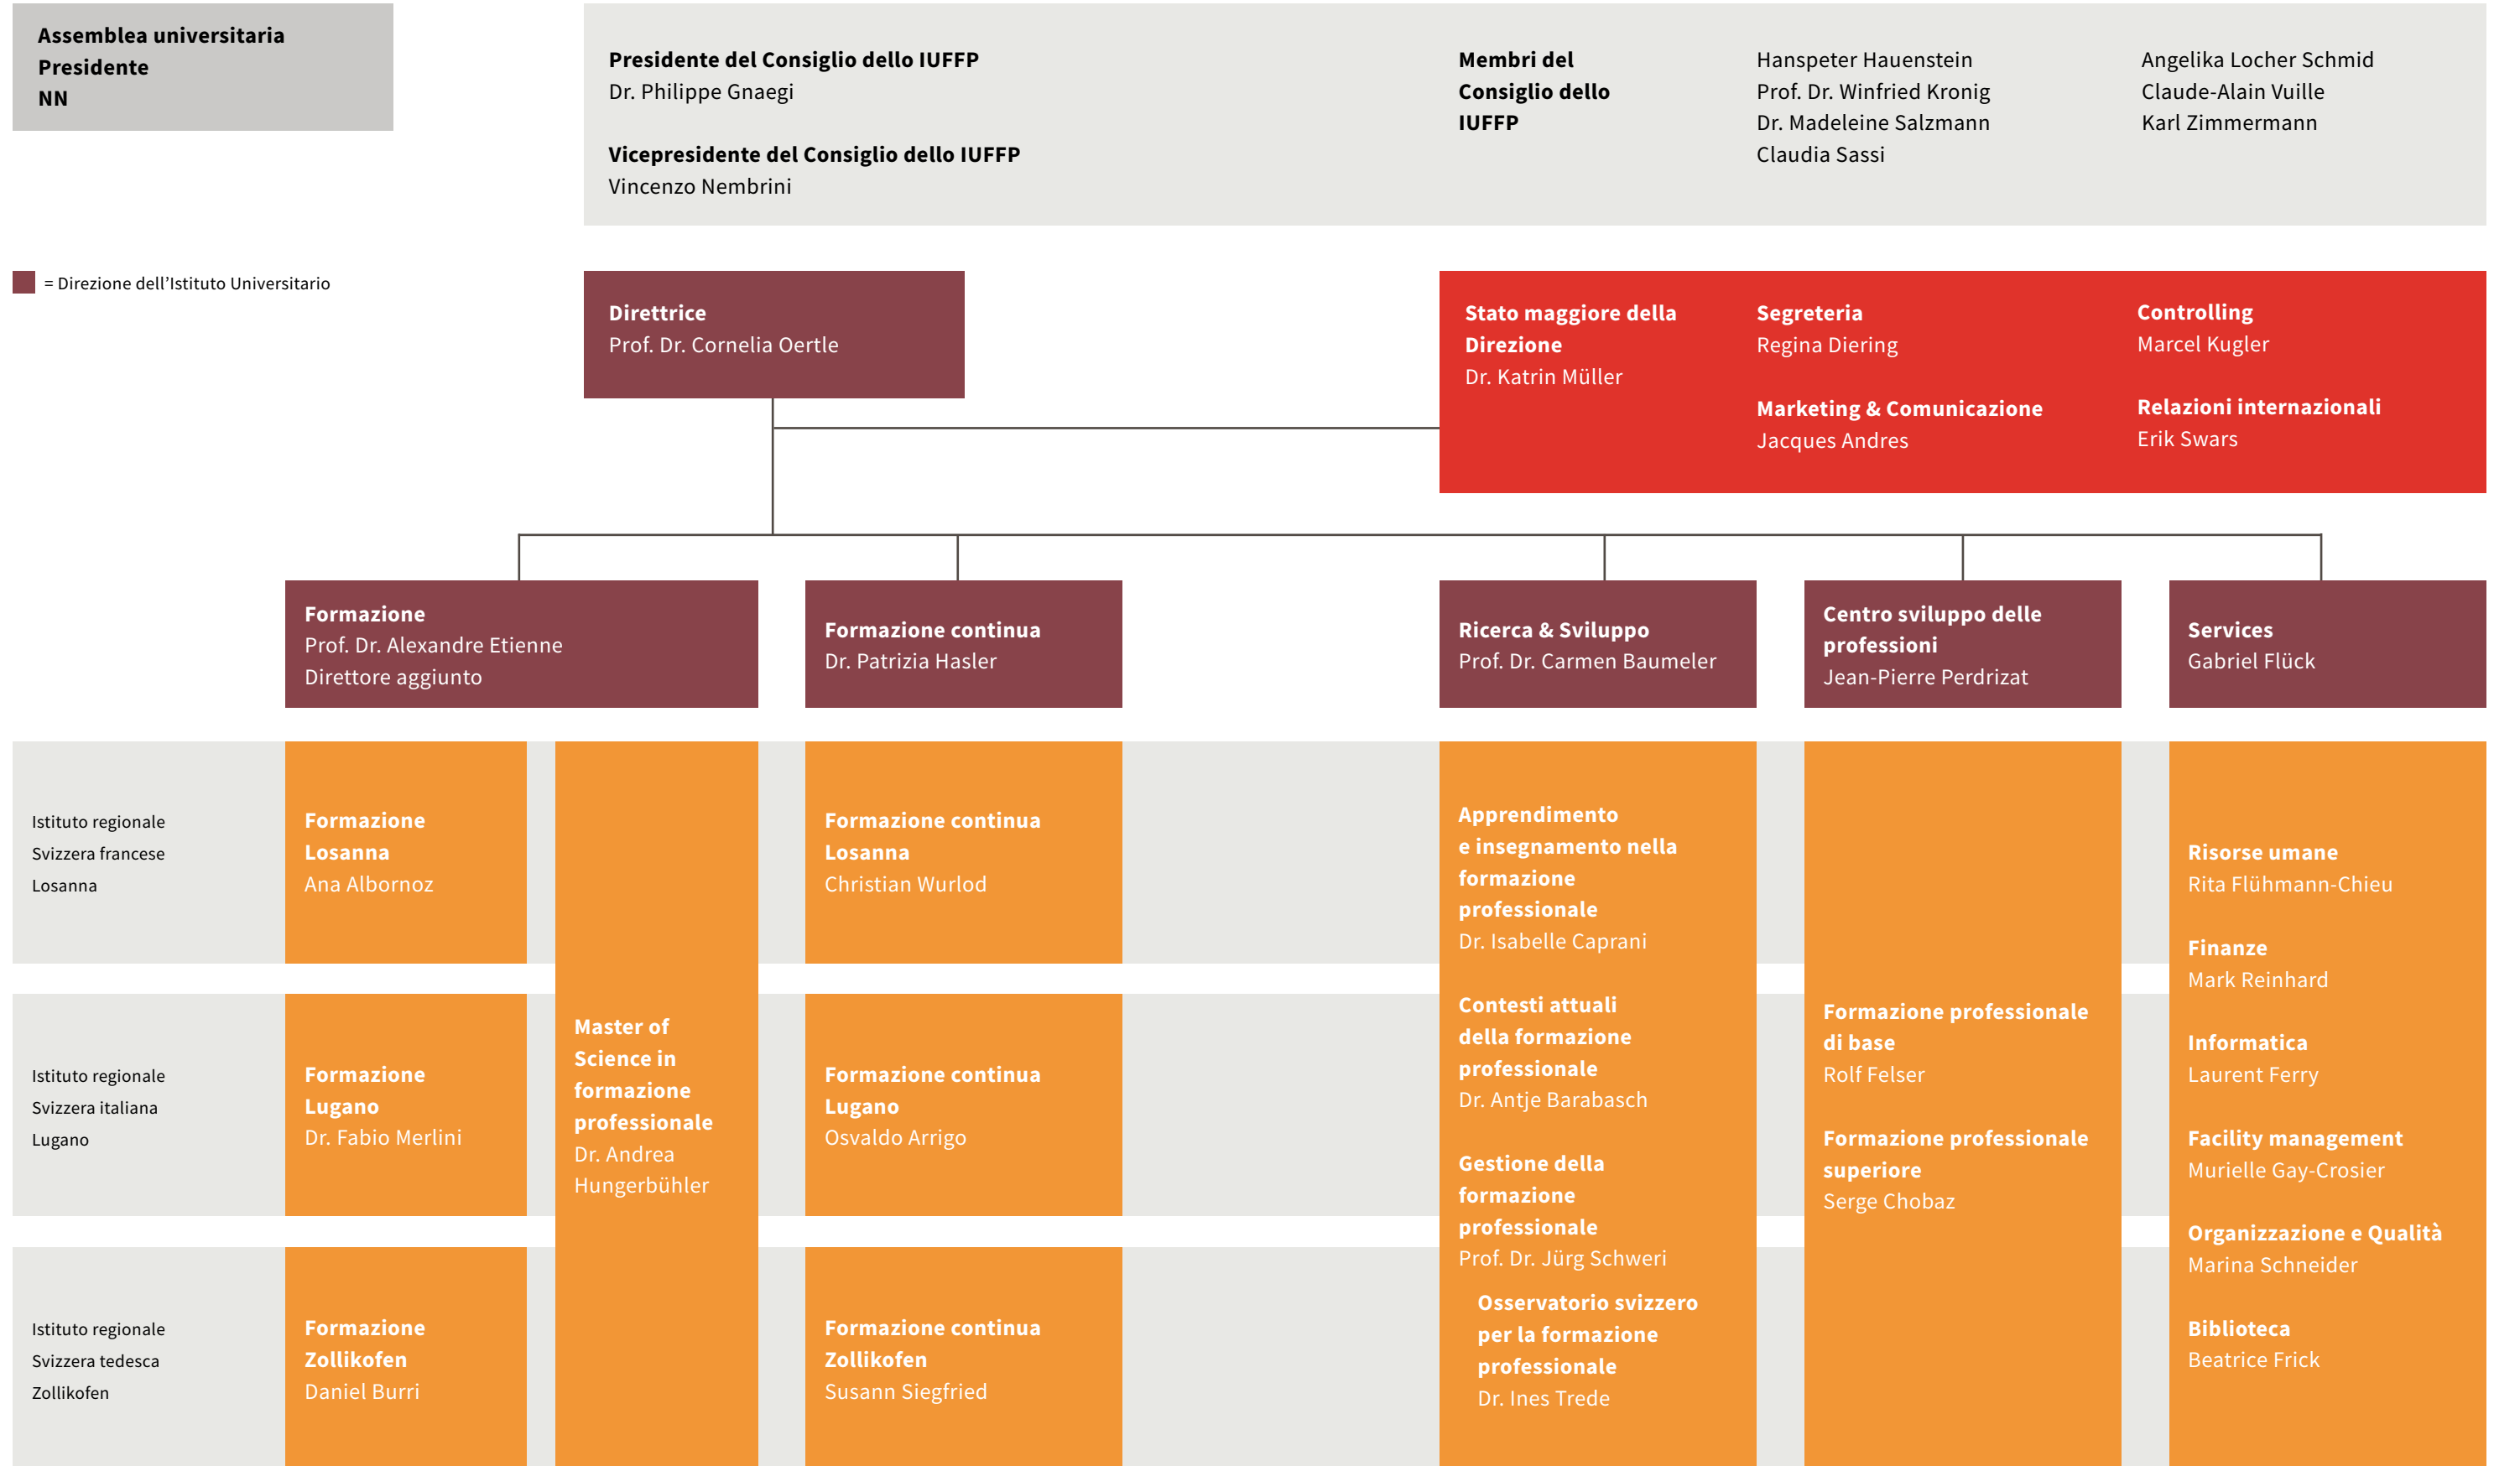 Assemblea universitaria
Presidente
NN
Presidente del Consiglio dello IUFFP
Dr. Philippe Gnaegi
Vicepresidente del Consiglio dello IUFFP
Vincenzo Nembrini
Membri del
Consiglio dello
IUFFP
Hanspeter Hauenstein
Prof. Dr. Winfried Kronig
Dr. Madeleine Salzmann
Claudia Sassi
Angelika Locher Schmid
Claude-Alain Vuille
Karl Zimmermann
= Direzione dell’Istituto Universitario
Direttrice
Prof. Dr. Cornelia Oertle
Stato maggiore della
Direzione
Dr. Katrin Müller
Segreteria
Regina Diering
Marketing & Comunicazione
Jacques Andres
Controlling
Marcel Kugler
Relazioni internazionali
Erik Swars
Formazione
Prof. Dr. Alexandre Etienne
Direttore aggiunto
Formazione continua
Dr. Patrizia Hasler
Ricerca & Sviluppo
Prof. Dr. Carmen Baumeler
Centro sviluppo delle
professioni
Jean-Pierre Perdrizat
Services
Gabriel Flück
Istituto regionale
Svizzera francese
Losanna
Formazione
Losanna
Ana Albornoz
Formazione continua
Losanna
Christian Wurlod
Istituto regionale
Svizzera italiana
Lugano
Formazione
Lugano
Dr. Fabio Merlini
Master of
Science in
formazione
professionale
Dr. Andrea
Hungerbühler
Formazione continua
Lugano
Osvaldo Arrigo
Istituto regionale
Svizzera tedesca
Zollikofen
Formazione
Zollikofen
Daniel Burri
Formazione continua
Zollikofen
Susann Siegfried
Apprendimento
e insegnamento nella
formazione
professionale
Dr. Isabelle Caprani
Contesti attuali
della formazione
professionale
Dr. Antje Barabasch
Gestione della
formazione
professionale
Prof. Dr. Jürg Schweri
Osservatorio svizzero
per la formazione
professionale
Dr. Ines Trede
Formazione professionale
di base
Rolf Felser
Formazione professionale
superiore
Serge Chobaz
Risorse umane
Rita Flühmann-Chieu
Finanze
Mark Reinhard
Informatica
Laurent Ferry
Facility management
Murielle Gay-Crosier
Organizzazione e Qualità
Marina Schneider
Biblioteca
Beatrice Frick